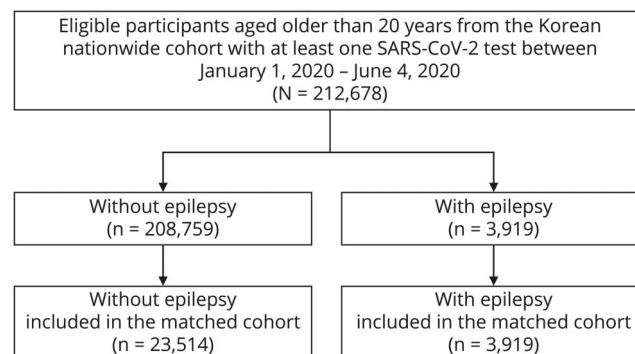 Eligible participants aged older than 20 years from the Korean
nationwide cohort with at least one SARS-CoV-2 test between
January 1, 2020 – June 4, 2020
(N = 212,678)
Without epilepsy
(n = 208,759)
With epilepsy
(n = 3,919)
Without epilepsy
included in the matched cohort
(n = 23,514)
With epilepsy
included in the matched cohort
(n = 3,919)